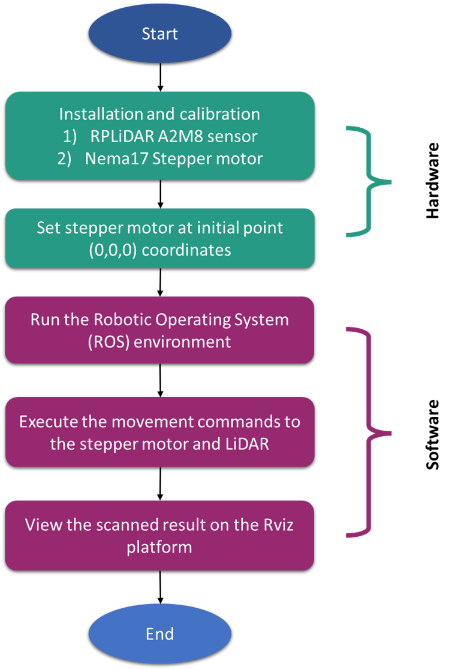 Start
Installation and calibration
1) RPLiDAR A2M8 sensor
2) Nema17 Stepper motor
Set stepper motor at initial point
(0,0,0) coordinates
Hardware
Run the Robotic Operating System
(ROS) environment
Execute the movement commands to
the stepper motor and LiDAR
View the scanned result on the Rviz
platform
Software
End